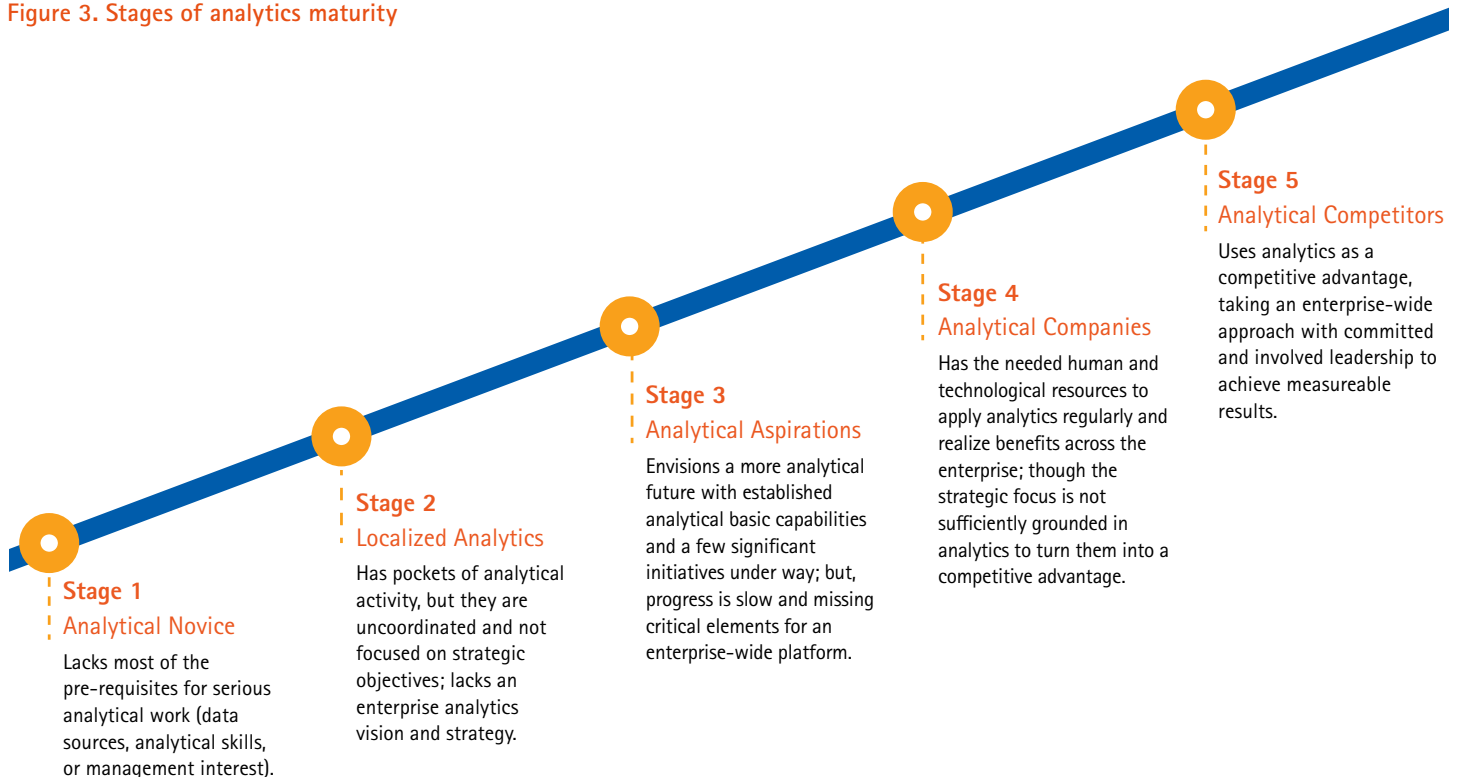 Figure 3. Stages of analytics maturity
Stage 1
Analytical Novice
Lacks most of the
pre-requisites for serious
analytical work (data
sources, analytical skills,
or management interest).
Stage 2
Localized Analytics
Has pockets of analytical
activity, but they are
uncoordinated and not
focused on strategic
objectives; lacks an
enterprise analytics
vision and strategy.
Stage 3
Analytical Aspirations
Envisions a more analytical
future with established
analytical basic capabilities
and a few significant
initiatives under way; but,
progress is slow and missing
critical elements for an
enterprise-wide platform.
Stage 4
Analytical Companies
Has the needed human and
technological resources to
apply analytics regularly and
realize benefits across the
enterprise; though the
strategic focus is not
sufficiently grounded in
analytics to turn them into a
competitive advantage.
Stage 5
Analytical Competitors
Uses analytics as a
competitive advantage,
taking an enterprise-wide
approach with committed
and involved leadership to
achieve measureable
results.